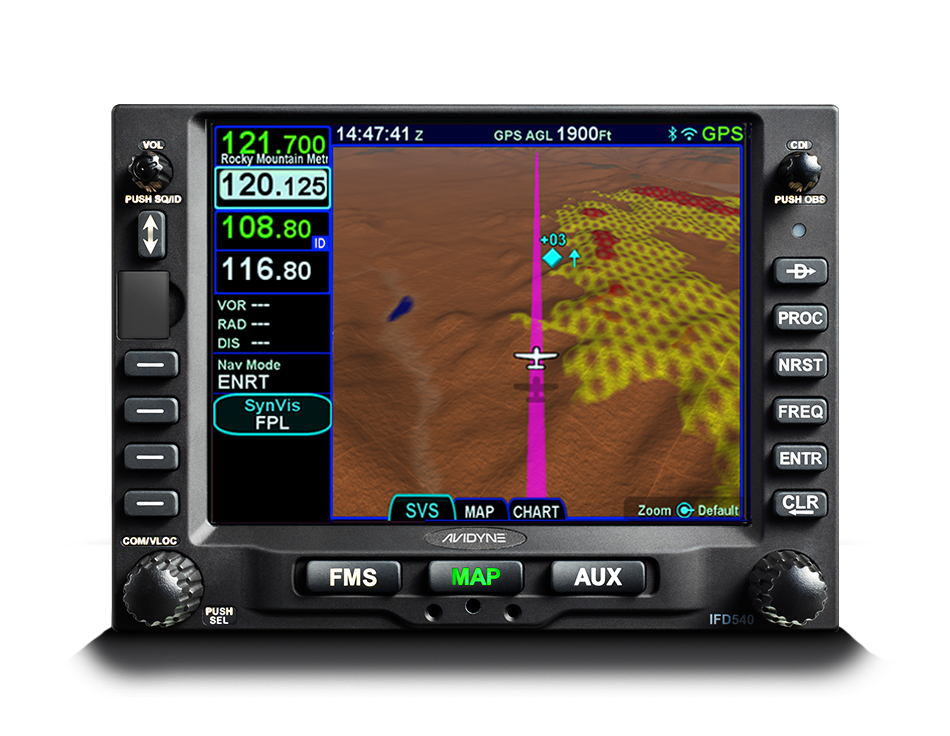 VOL
PUSH SQ/ID
121.700
Rocky Mountain Metr
120.125
108.80
ID
116.80
VOR ---
RAD ---
DIS ---
Nav Mode
ENRT
SynVis
FPL
14:47:41 Z
GPS AGL 1900Ft
GPS
+03
SVS
MAP
CHART
Zoom
Default
CDI
PUSH OBS
D
PROC
NRST
FREQ
ENTR
CLR
AVIDYNE
COM/VLOC
PUSH
SEL
FMS
MAP
AUX
IFD540